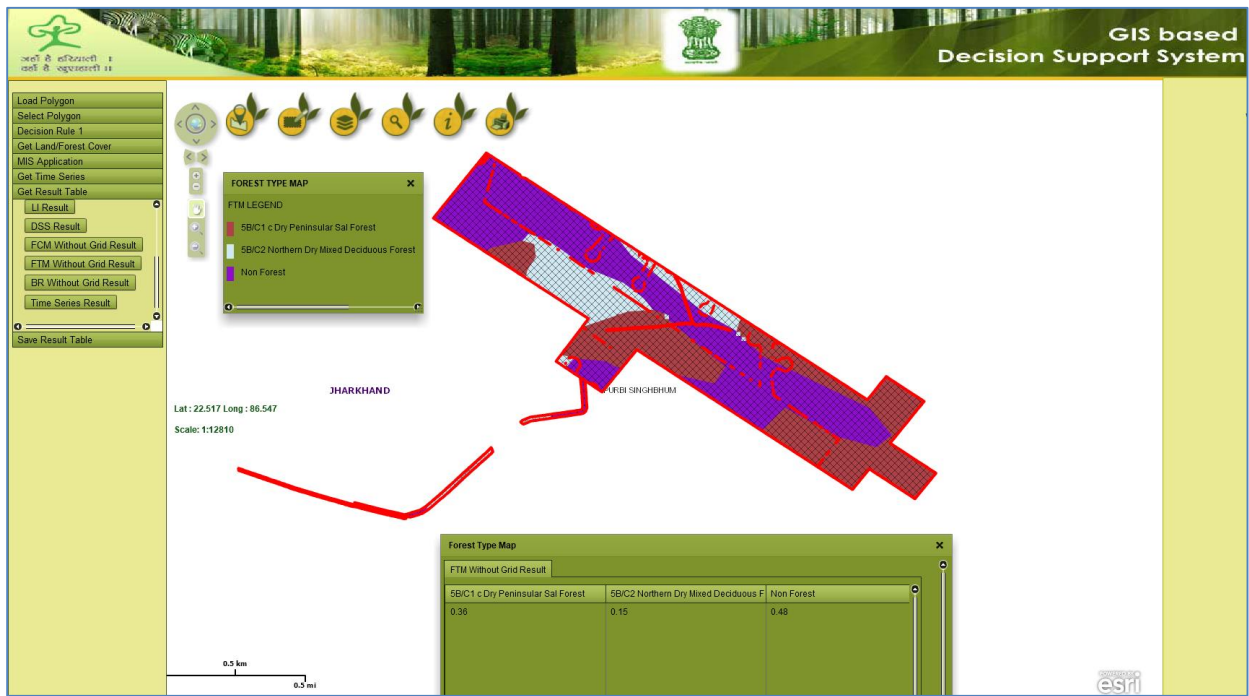 जहाँ है हरियाली ।
वहाँ है खुशहाली ॥
GIS based
Decision Support System
Load Polygon
Select Polygon
Decision Rule 1
Get Land/Forest Cover
MIS Application
Get Time Series
Get Result Table
LI Result
DSS Result
FCM Without Grid Result
FTM Without Grid Result
BR Without Grid Result
Time Series Result
Save Result Table
FOREST TYPE MAP
FTM LEGEND
5B/C1 c Dry Peninsular Sal Forest
5B/C2 Northern Dry Mixed Deciduous Forest
Non Forest
JHARKHAND
PURBI SINGHBHUM
Lat : 22.517 Long : 86.547
Scale: 1:12810
Forest Type Map
FTM Without Grid Result
5B/C1 c Dry Peninsular Sal Forest 5B/C2 Northern Dry Mixed Deciduous F Non Forest
0.36 0.15 0.48
0.5 km
0.5 mi
esri